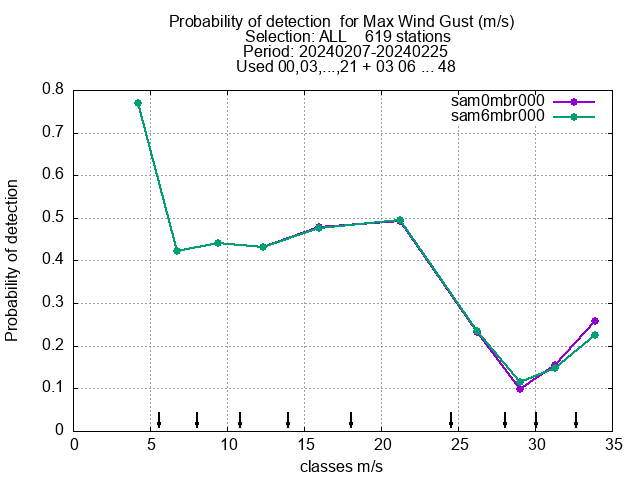 Probability of detection  for Max Wind Gust (m/s)
Selection: ALL    619 stations
Period: 20240207-20240225
Used 00,03,...,21 + 03 06 ... 48
sam0mbr000
sam6mbr000
Probability of detection
0.8
0.7
0.6
0.5
0.4
0.3
0.2
0.1
0
0 5 10 15 20 25 30 35
classes m/s